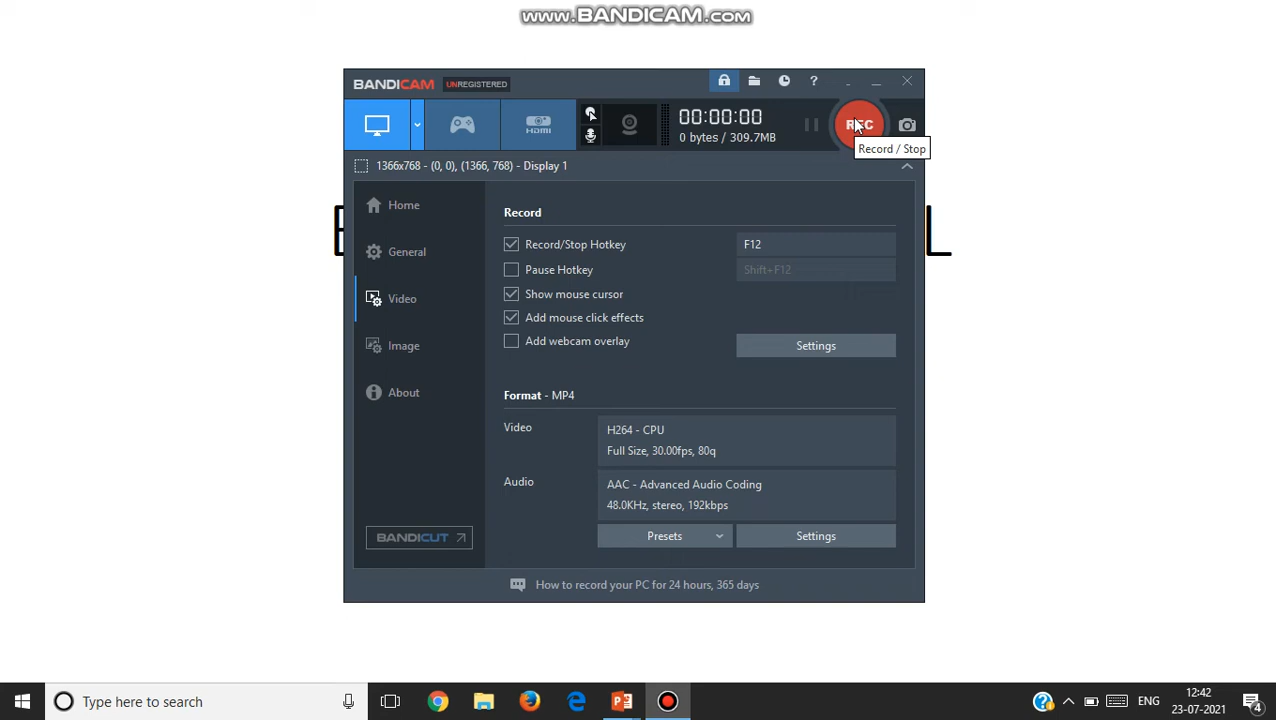 www.BANDICAM.com
BANDICAM UNREGISTERED
?
HDMI
00:00:00
0 bytes / 309.7MB
REC
Record / Stop
1366x768 - (0, 0), (1366, 768) - Display 1
Home
General
Video
Image
About
BANDICUT
Record
Record/Stop Hotkey
F12
Pause Hotkey
Shift+F12
Show mouse cursor
Add mouse click effects
Add webcam overlay
Settings
Format - MP4
Video
H264 - CPU
Full Size, 30.00fps, 80q
Audio
AAC - Advanced Audio Coding
48.0KHz, stereo, 192kbps
Presets
Settings
How to record your PC for 24 hours, 365 days
L
Type here to search
ENG
12:42
23-07-2021
4